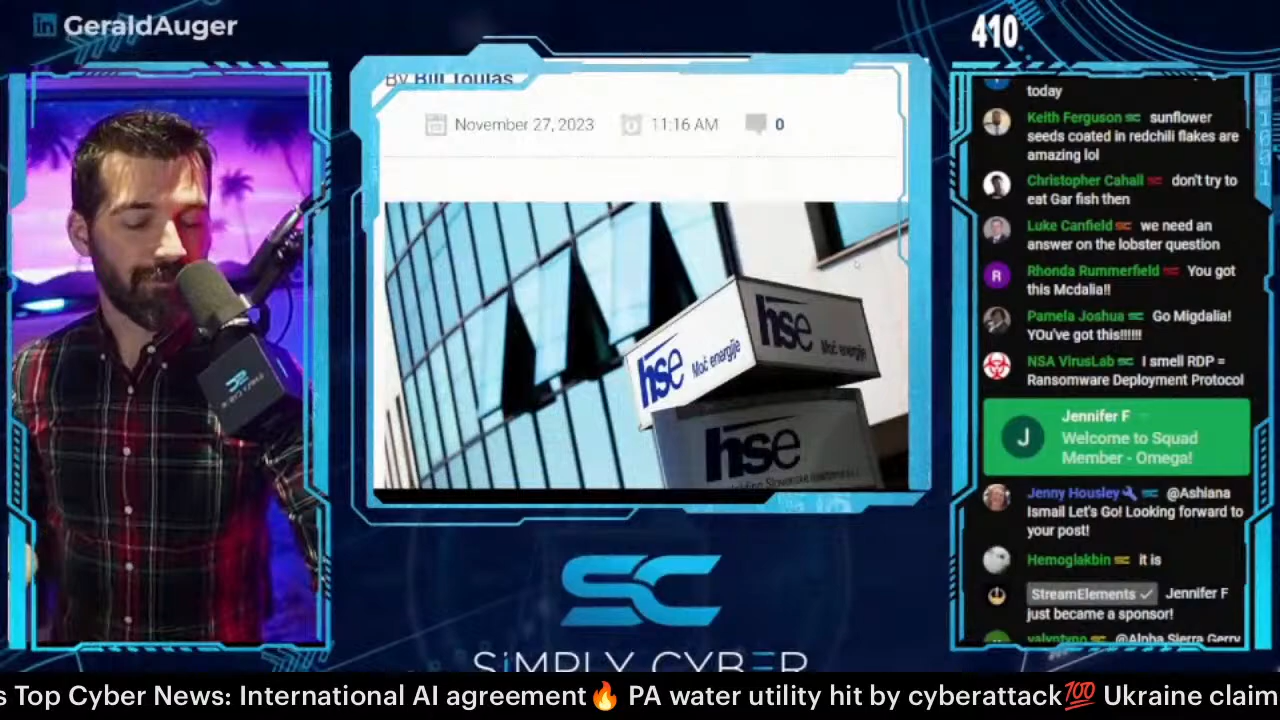 GeraldAuger
410
By Bill Toulas
November 27, 2023
11:16 AM
0
hse
Moč energije
hse
Moč energije
hse
SC
SIMPLY CYBER
today
Keith Ferguson sunflower
seeds coated in redchili flakes are
amazing lol
Christopher Cahall don't try to
eat Gar fish then
Luke Canfield we need an
answer on the lobster question
Rhonda Rummerfield You got
this Mcdalia!!
Pamela Joshua Go Migdalia!
YOu've got this!!!!!!
NSA VirusLab I smell RDP =
Ransomware Deployment Protocol
J
Jennifer F
Welcome to Squad
Member - Omega!
Jenny Housley @Ashiana
Ismail Let's Go! Looking forward to
your post!
Hemoglakbin it is
StreamElements Jennifer F
just became a sponsor!
valyntyno @Alpha Sierra Gerry
s Top Cyber News: International AI agreement🔥 PA water utility hit by cyberattack💯 Ukraine claim